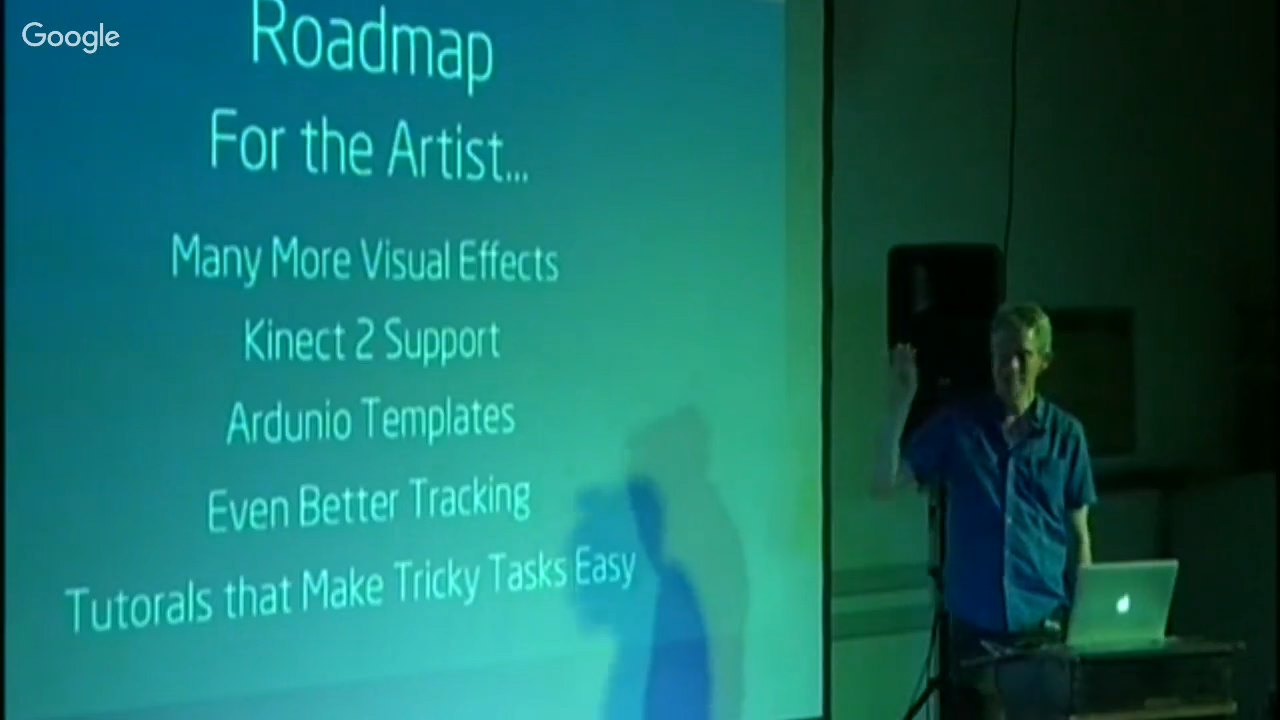 Google
Roadmap
For the Artist...
Many More Visual Effects
Kinect 2 Support
Ardunio Templates
Even Better Tracking
Tutorals that Make Tricky Tasks Easy